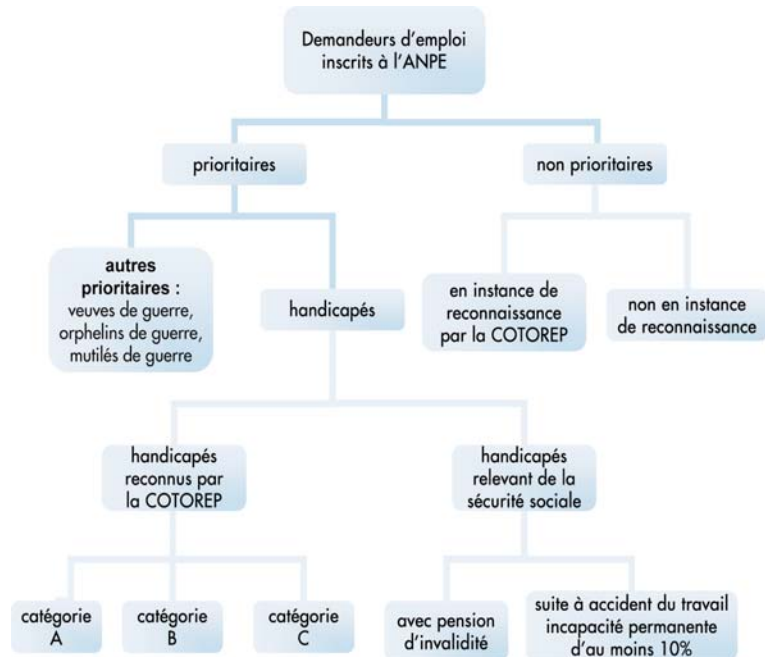 Demandeurs d'emploi
inscrits à l'ANPE
prioritaires
non prioritaires
autres
prioritaires :
veuves de guerre,
orphelins de guerre,
mutilés de guerre
handicapés
en instance de
reconnaissance
par la COTOREP
non en instance
de reconnaissance
handicapés
reconnus par
la COTOREP
handicapés
relevant de la
sécurité sociale
catégorie
A
catégorie
B
catégorie
C
avec pension
d'invalidité
suite à accident du travail
incapacité permanente
d'au moins 10%